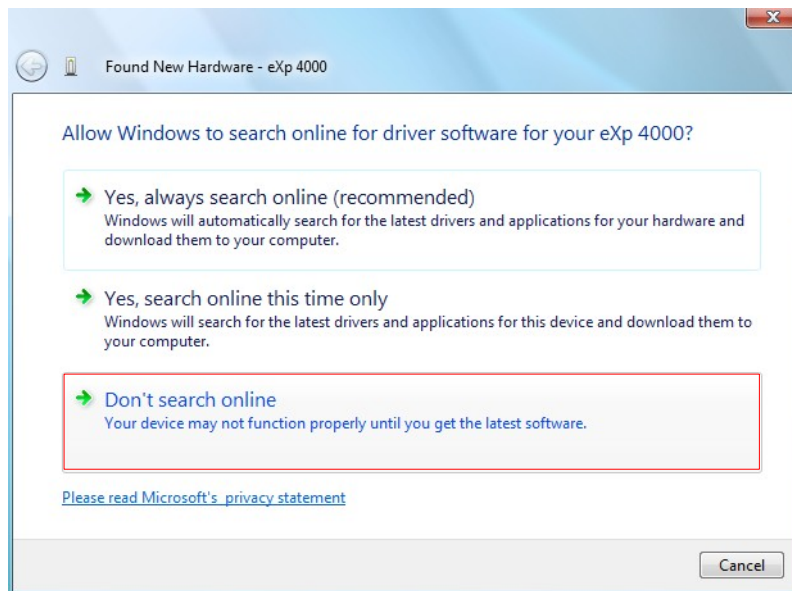 Found New Hardware - eXp 4000
Allow Windows to search online for driver software for your eXp 4000?
Yes, always search online (recommended)
Windows will automatically search for the latest drivers and applications for your hardware and
download them to your computer.
Yes, search online this time only
Windows will search for the latest drivers and applications for this device and download them to
your computer.
Don't search online
Your device may not function properly until you get the latest software.
Please read Microsoft's privacy statement
Cancel